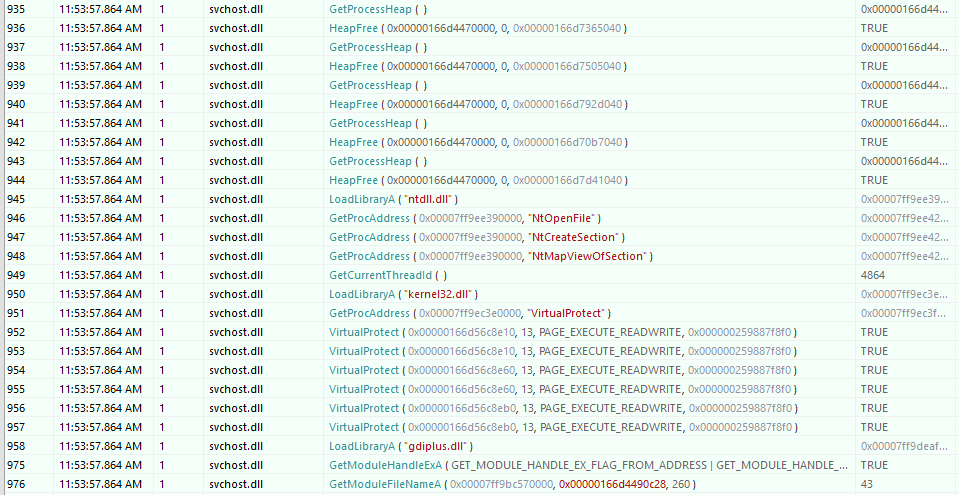 935 11:53:57.864 AM 1 svchost.dll GetProcessHeap ( ) 0x00000166d44...
936 11:53:57.864 AM 1 svchost.dll HeapFree ( 0x00000166d4470000, 0, 0x00000166d7365040 ) TRUE
937 11:53:57.864 AM 1 svchost.dll GetProcessHeap ( ) 0x00000166d44...
938 11:53:57.864 AM 1 svchost.dll HeapFree ( 0x00000166d4470000, 0, 0x00000166d7505040 ) TRUE
939 11:53:57.864 AM 1 svchost.dll GetProcessHeap ( ) 0x00000166d44...
940 11:53:57.864 AM 1 svchost.dll HeapFree ( 0x00000166d4470000, 0, 0x00000166d792d040 ) TRUE
941 11:53:57.864 AM 1 svchost.dll GetProcessHeap ( ) 0x00000166d44...
942 11:53:57.864 AM 1 svchost.dll HeapFree ( 0x00000166d4470000, 0, 0x00000166d70b7040 ) TRUE
943 11:53:57.864 AM 1 svchost.dll GetProcessHeap ( ) 0x00000166d44...
944 11:53:57.864 AM 1 svchost.dll HeapFree ( 0x00000166d4470000, 0, 0x00000166d7d41040 ) TRUE
945 11:53:57.864 AM 1 svchost.dll LoadLibraryA ( "ntdll.dll" ) 0x00007ff9ee39...
946 11:53:57.864 AM 1 svchost.dll GetProcAddress ( 0x00007ff9ee390000, "NtOpenFile" ) 0x00007ff9ee42...
947 11:53:57.864 AM 1 svchost.dll GetProcAddress ( 0x00007ff9ee390000, "NtCreateSection" ) 0x00007ff9ee42...
948 11:53:57.864 AM 1 svchost.dll GetProcAddress ( 0x00007ff9ee390000, "NtMapViewOfSection" ) 0x00007ff9ee42...
949 11:53:57.864 AM 1 svchost.dll GetCurrentThreadId ( ) 4864
950 11:53:57.864 AM 1 svchost.dll LoadLibraryA ( "kernel32.dll" ) 0x00007ff9ec3e...
951 11:53:57.864 AM 1 svchost.dll GetProcAddress ( 0x00007ff9ec3e0000, "VirtualProtect" ) 0x00007ff9ec3f...
952 11:53:57.864 AM 1 svchost.dll VirtualProtect ( 0x00000166d56c8e10, 13, PAGE_EXECUTE_READWRITE, 0x000000259887f8f0 ) TRUE
953 11:53:57.864 AM 1 svchost.dll VirtualProtect ( 0x00000166d56c8e10, 13, PAGE_EXECUTE_READWRITE, 0x000000259887f8f0 ) TRUE
954 11:53:57.864 AM 1 svchost.dll VirtualProtect ( 0x00000166d56c8e60, 13, PAGE_EXECUTE_READWRITE, 0x000000259887f8f0 ) TRUE
955 11:53:57.864 AM 1 svchost.dll VirtualProtect ( 0x00000166d56c8e60, 13, PAGE_EXECUTE_READWRITE, 0x000000259887f8f0 ) TRUE
956 11:53:57.864 AM 1 svchost.dll VirtualProtect ( 0x00000166d56c8eb0, 13, PAGE_EXECUTE_READWRITE, 0x000000259887f8f0 ) TRUE
957 11:53:57.864 AM 1 svchost.dll VirtualProtect ( 0x00000166d56c8eb0, 13, PAGE_EXECUTE_READWRITE, 0x000000259887f8f0 ) TRUE
958 11:53:57.864 AM 1 svchost.dll LoadLibraryA ( "gdiplus.dll" ) 0x00007ff9deaf...
975 11:53:57.864 AM 1 svchost.dll GetModuleHandleExA ( GET_MODULE_HANDLE_EX_FLAG_FROM_ADDRESS | GET_MODULE_HANDLE_... TRUE
976 11:53:57.864 AM 1 svchost.dll GetModuleFileNameA ( 0x00007ff9bc570000, 0x00000166d4490c28, 260 ) 43